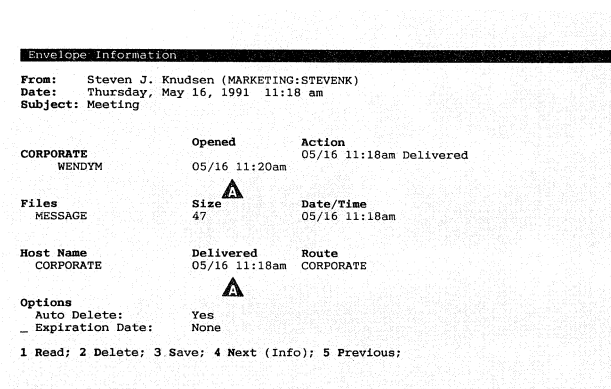 Envelope Information
From: Steven J. Knudsen (MARKETING:STEVENK)
Date: Thursday, May 16, 1991 11:18 am
Subject: Meeting
Opened Action
CORPORATE 05/16 11:18am Delivered
WENDYM 05/16 11:20am
A
Files Size Date/Time
MESSAGE 47 05/16 11:18am
Host Name Delivered Route
CORPORATE 05/16 11:18am CORPORATE
A
Options
Auto Delete: Yes
_ Expiration Date: None
1 Read; 2 Delete; 3 Save; 4 Next (Info); 5 Previous;